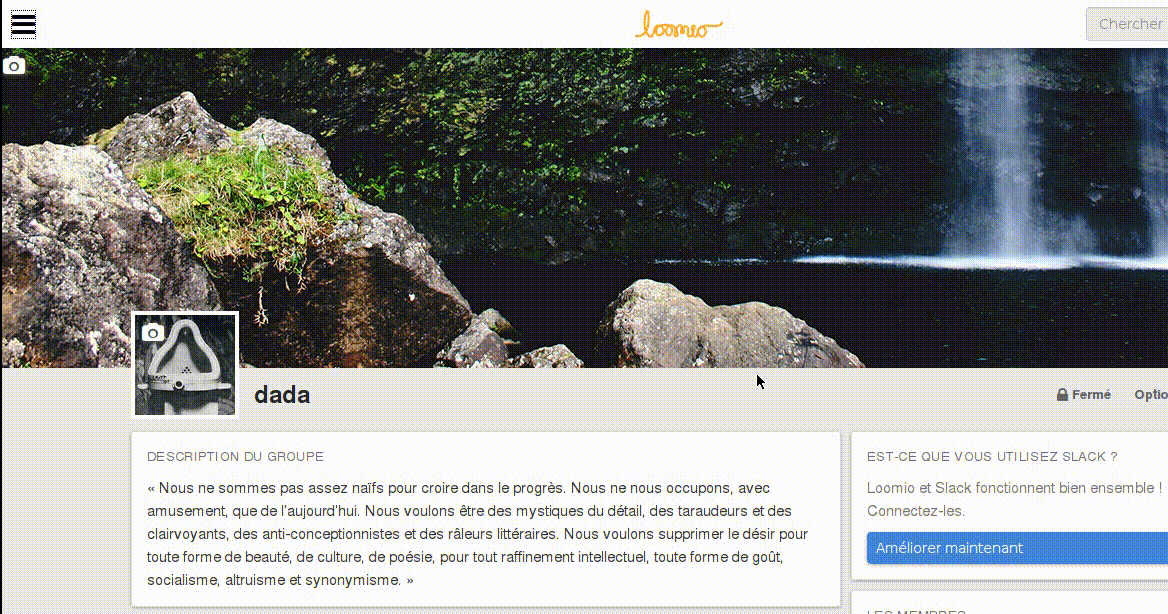 loomio
Chercher
dada
Fermé
Optio
DESCRIPTION DU GROUPE
« Nous ne sommes pas assez naïfs pour croire dans le progrès. Nous ne nous occupons, avec
amusement, que de l'aujourd'hui. Nous voulons être des mystiques du détail, des taraudeurs et des
clairvoyants, des anti-conceptionnistes et des râleurs littéraires. Nous voulons supprimer le désir pour
toute forme de beauté, de culture, de poésie, pour tout raffinement intellectuel, toute forme de goût,
socialisme, altruisme et synonymisme. »
EST-CE QUE VOUS UTILISEZ SLACK ?
Loomio et Slack fonctionnent bien ensemble !
Connectez-les.
Améliorer maintenant
LES MEMBRES